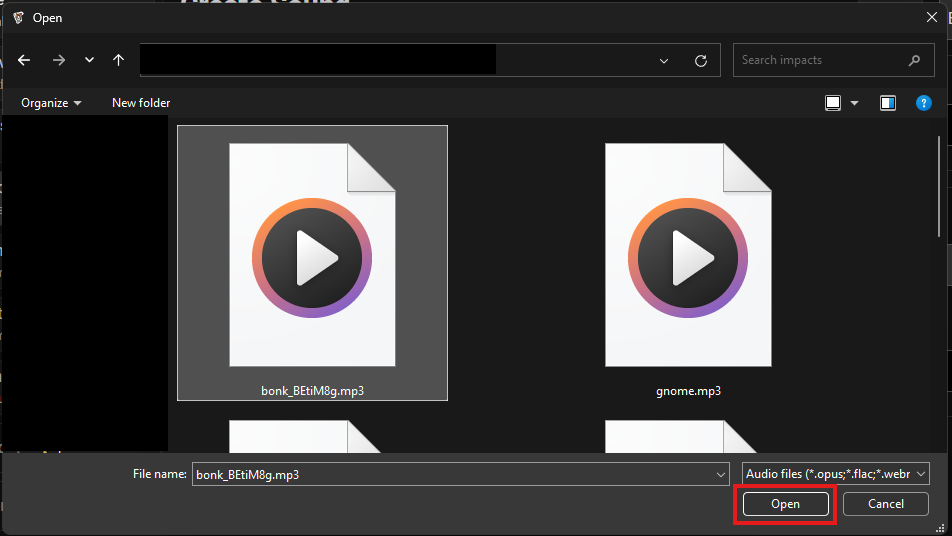 Open
Search impacts
Organize
New folder
bonk_BEtiM8g.mp3
gnome.mp3
File name:
bonk_BEtiM8g.mp3
Audio files (*.opus;*.flac;*.webm
Open
Cancel